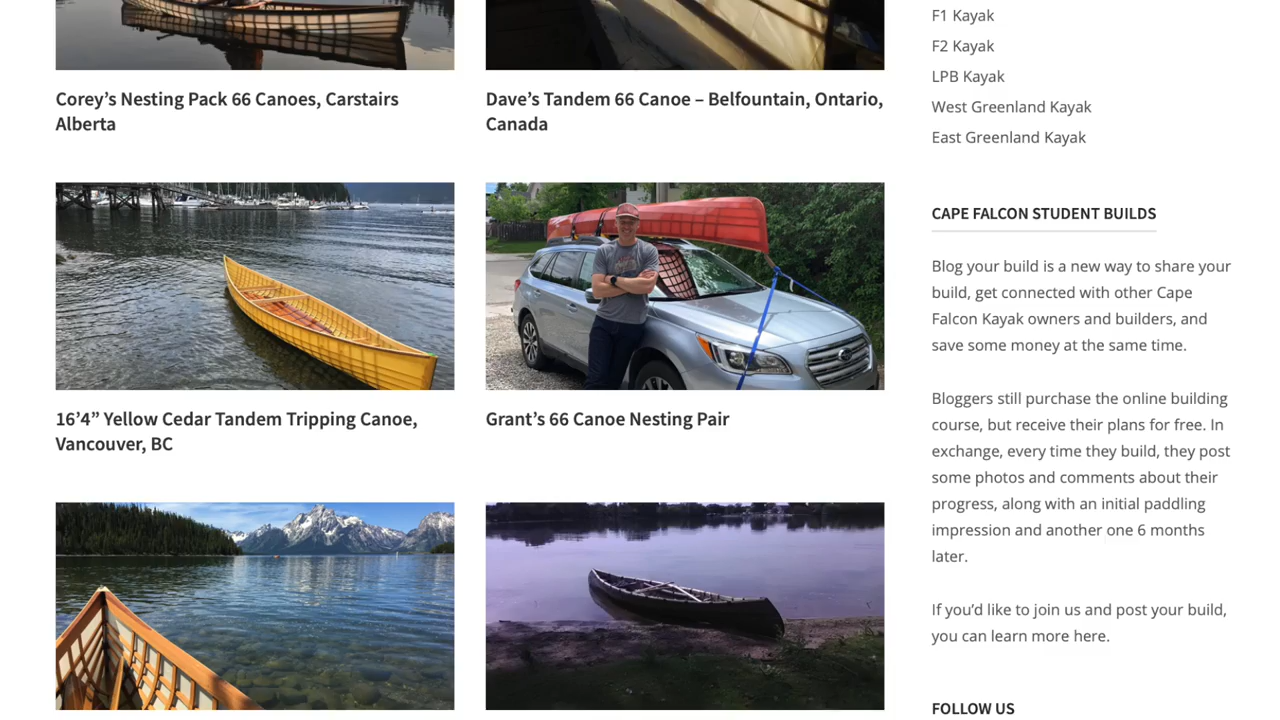 Corey’s Nesting Pack 66 Canoes, Carstairs
Alberta
Dave’s Tandem 66 Canoe – Belfountain, Ontario,
Canada
16’4” Yellow Cedar Tandem Tripping Canoe,
Vancouver, BC
Grant’s 66 Canoe Nesting Pair
F1 Kayak
F2 Kayak
LPB Kayak
West Greenland Kayak
East Greenland Kayak
CAPE FALCON STUDENT BUILDS
Blog your build is a new way to share your
build, get connected with other Cape
Falcon Kayak owners and builders, and
save some money at the same time.
Bloggers still purchase the online building
course, but receive their plans for free. In
exchange, every time they build, they post
some photos and comments about their
progress, along with an initial paddling
impression and another one 6 months
later.
If you’d like to join us and post your build,
you can learn more here.
FOLLOW US